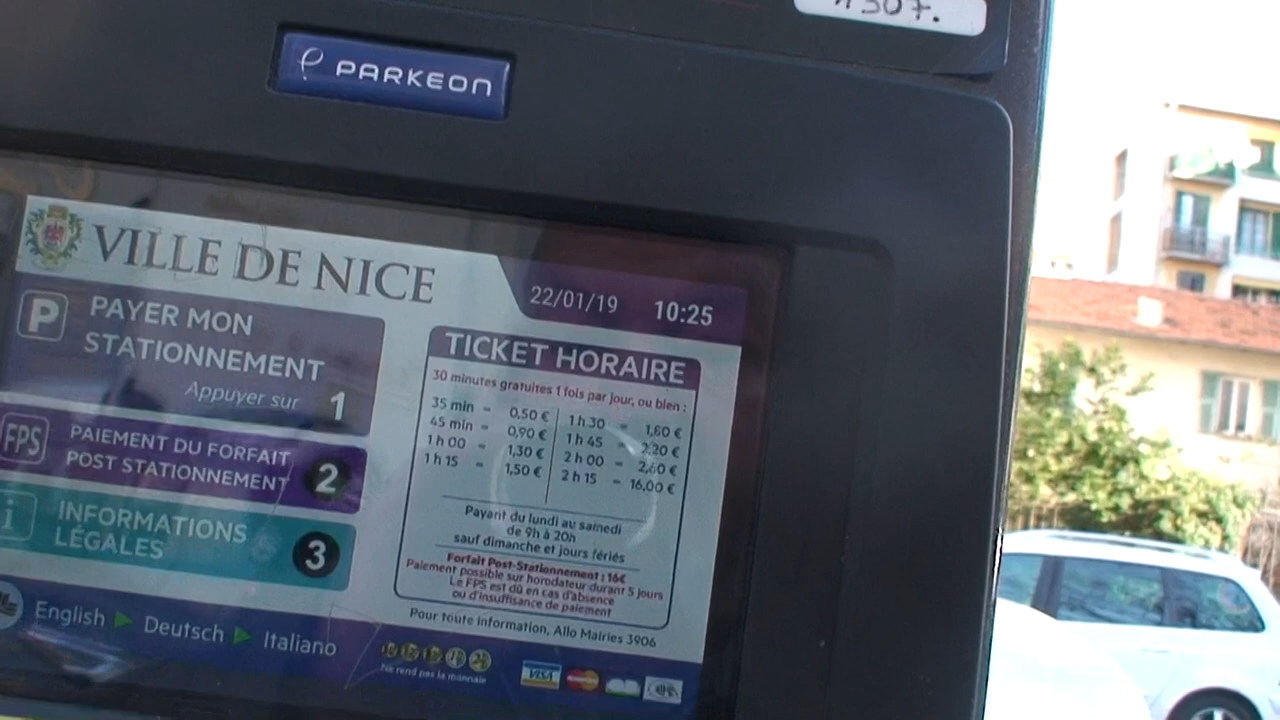 N307.
PARKEON
VILLE DE NICE
22/01/19 10:25
P PAYER MON
STATIONNEMENT
Appuyer sur 1
FPS PAIEMENT DU FORFAIT
POST STATIONNEMENT 2
i INFORMATIONS
LÉGALES 3
TICKET HORAIRE
30 minutes gratuites 1 fois par jour, ou bien :
35 min = 0,50 € 1 h 30 = 1,80 €
45 min = 0,90 € 1 h 45 = 2,20 €
1 h 00 = 1,30 € 2 h 00 = 2,60 €
1 h 15 = 1,50 € 2 h 15 = 16,00 €
Payant du lundi au samedi
de 9h à 20h
sauf dimanche et jours fériés
Forfait Post-Stationnement : 16€
Paiement possible sur horodateur durant 5 jours
Le FPS est dû en cas d'absence
ou d'insuffisance de paiement
Pour toute information, Allo Mairies 3906
English Deutsch Italiano
Ne rend pas la monnaie
VISA